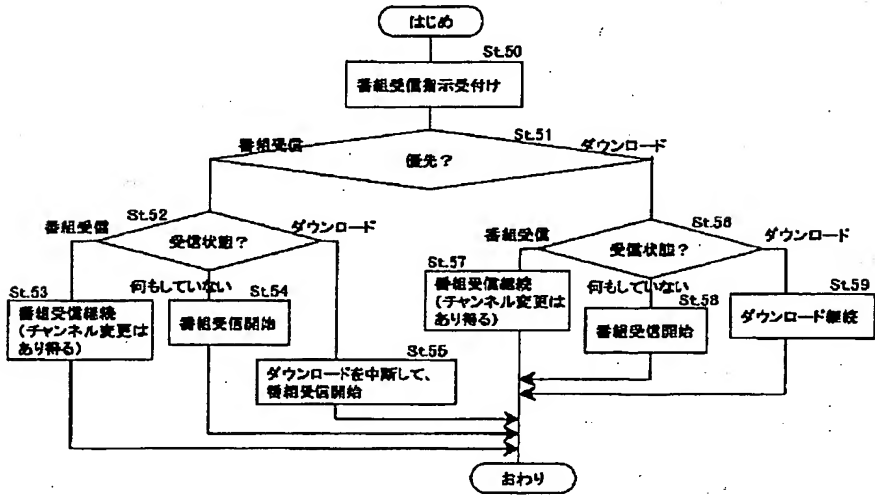 はじめ
St.50
番組受信指示受付け
St.51
番組受信
優先？
ダウンロード
St.52
番組受信
受信状態？
ダウンロード
何もしていない
St.53
番組受信継続
（チャンネル変更は
あり得る）
St.54
番組受信開始
St.55
ダウンロードを中断して、
番組受信開始
St.56
番組受信
受信状態？
ダウンロード
何もしていない
St.57
番組受信継続
（チャンネル変更は
あり得る）
St.58
番組受信開始
St.59
ダウンロード継続
おわり